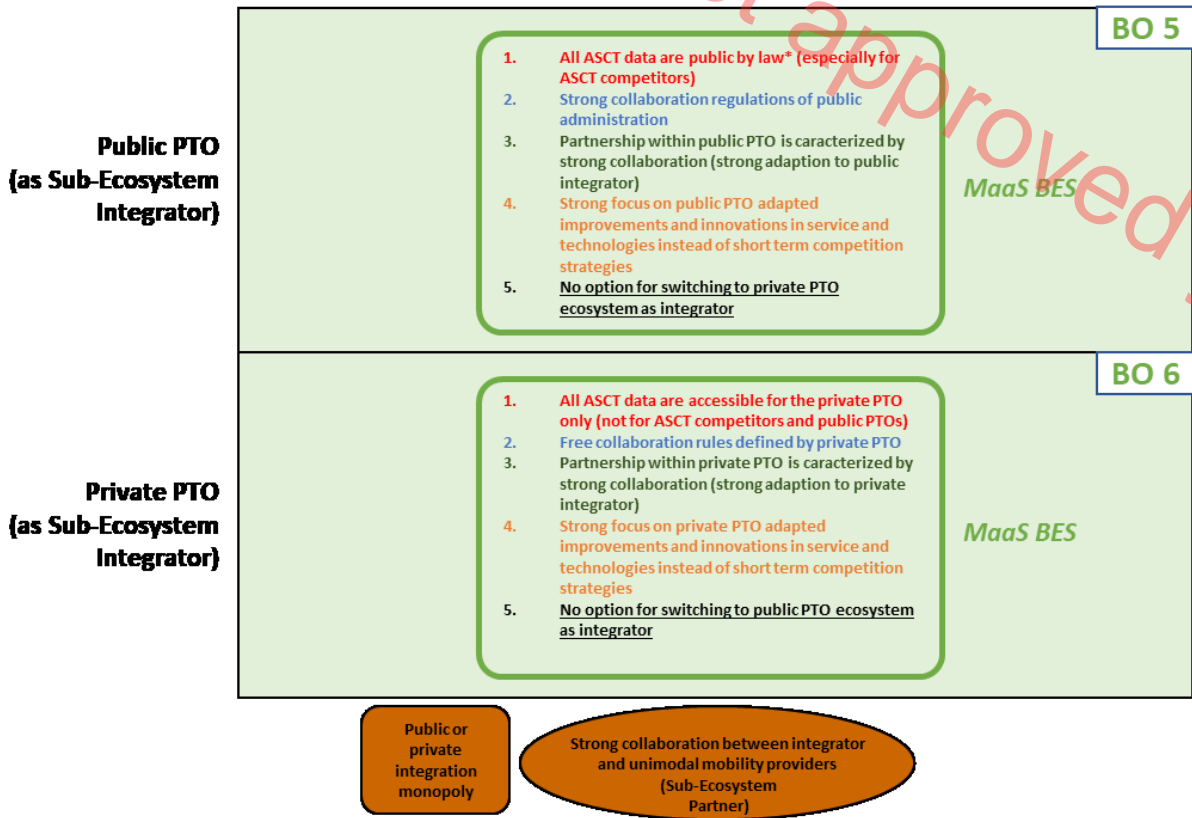 BO 5
Public PTO
(as Sub-Ecosystem
Integrator)
1. All ASCT data are public by law* (especially for
ASCT competitors)
2. Strong collaboration regulations of public
administration
3. Partnership within public PTO is caracterized by
strong collaboration (strong adaption to public
integrator)
4. Strong focus on public PTO adapted
improvements and innovations in service and
technologies instead of short term competition
strategies
5. No option for switching to private PTO
ecosystem as integrator
MaaS BES
approved
BO 6
Private PTO
(as Sub-Ecosystem
Integrator)
1. All ASCT data are accessible for the private PTO
only (not for ASCT competitors and public PTOs)
2. Free collaboration rules defined by private PTO
3. Partnership within private PTO is caracterized by
strong collaboration (strong adaption to private
integrator)
4. Strong focus on private PTO adapted
improvements and innovations in service and
technologies instead of short term competition
strategies
5. No option for switching to public PTO ecosystem
as integrator
MaaS BES
Public or
private
integration
monopoly
Strong collaboration between integrator
and unimodal mobility providers
(Sub-Ecosystem
Partner)